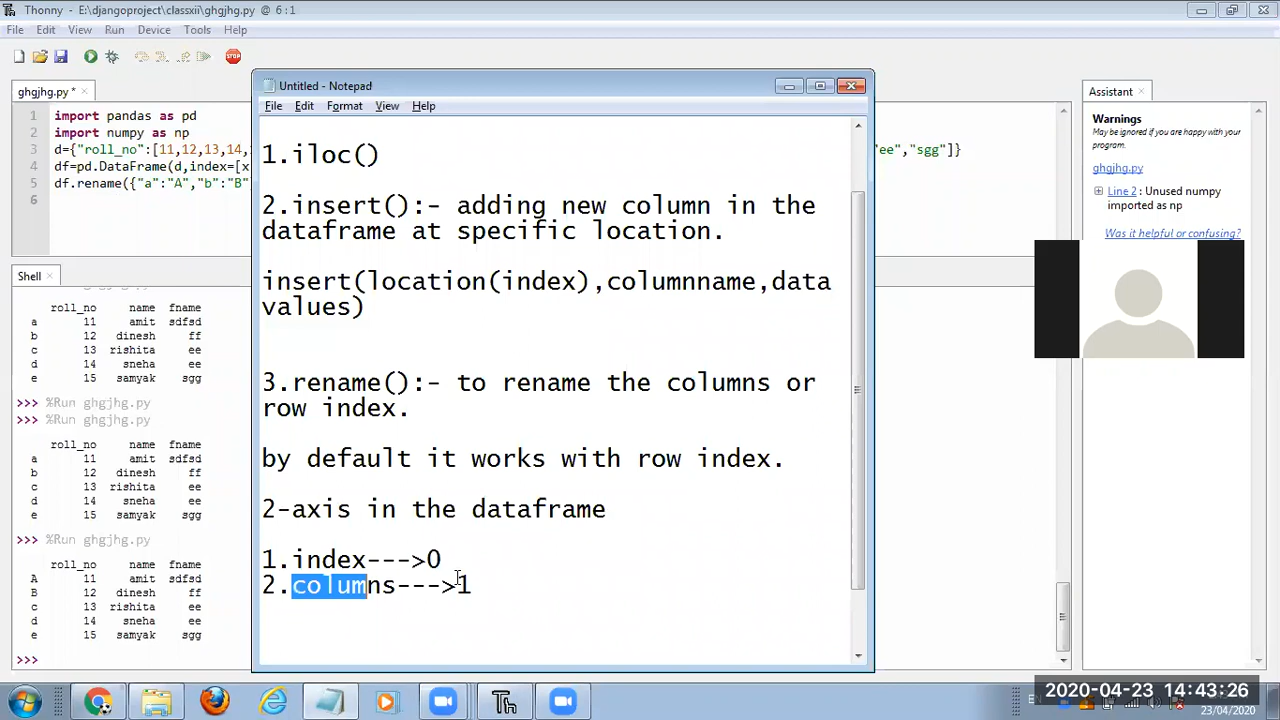 Thonny - E:\djangoproject\classxii\ghgjhg.py @ 6:1
File Edit View Run Device Tools Help
ghgjhg.py *
1 import pandas as pd
2 import numpy as np
3 d={"roll_no":[11,12,13,14,
"ee","sgg"]}
4 df=pd.DataFrame(d,index=[x
5 df.rename({"a":"A","b":"B"
6
Shell
roll_no name fname
a 11 amit sdfsd
b 12 dinesh ff
c 13 rishita ee
d 14 sneha ee
e 15 samyak sgg
>>> %Run ghgjhg.py
>>> %Run ghgjhg.py
roll_no name fname
a 11 amit sdfsd
b 12 dinesh ff
c 13 rishita ee
d 14 sneha ee
e 15 samyak sgg
>>> %Run ghgjhg.py
roll_no name fname
A 11 amit sdfsd
B 12 dinesh ff
c 13 rishita ee
d 14 sneha ee
e 15 samyak sgg
>>>
Untitled - Notepad
File Edit Format View Help
1.iloc()
2.insert():- adding new column in the
dataframe at specific location.
insert(location(index),columnname,data
values)
3.rename():- to rename the columns or
row index.
by default it works with row index.
2-axis in the dataframe
1.index--->0
2.columns--->1
Assistant
Warnings
May be ignored if you are happy with your
program.
ghgjhg.py
Line 2 : Unused numpy
imported as np
Was it helpful or confusing?
STOP
EN
2020-04-23 14:43:26
23/04/2020